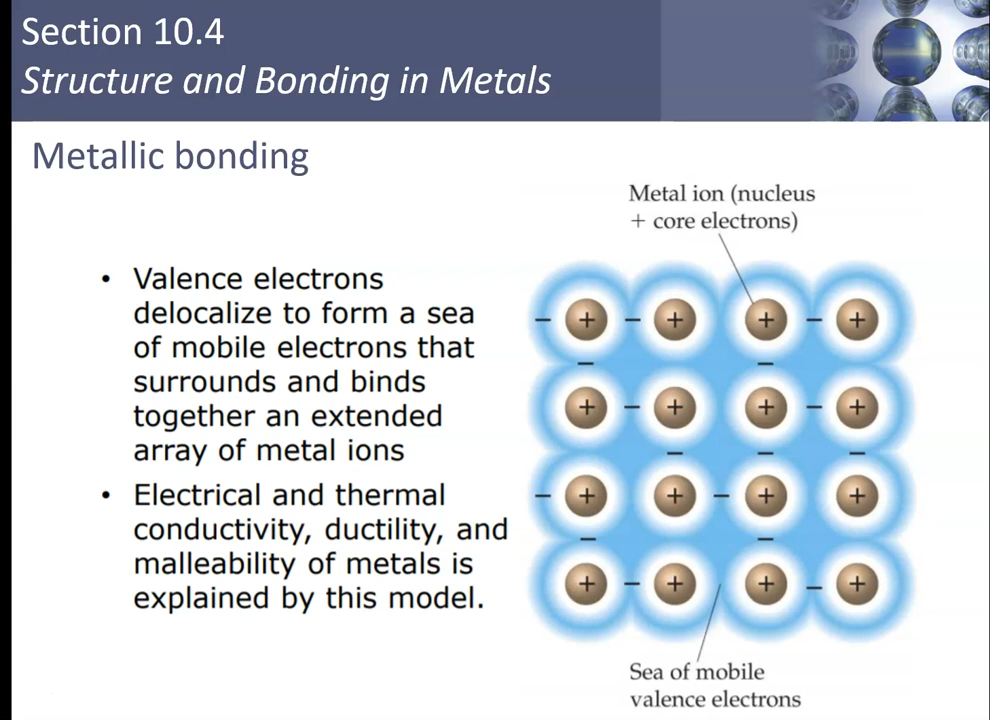 Section 10.4
Structure and Bonding in Metals
Metallic bonding
• Valence electrons
delocalize to form a sea
of mobile electrons that
surrounds and binds
together an extended
array of metal ions
• Electrical and thermal
conductivity, ductility, and
malleability of metals is
explained by this model.
Metal ion (nucleus
+ core electrons)
− + − + + − +
− −
+ − + + − +
− − −
− + + − + +
− −
+ − + + − +
Sea of mobile
valence electrons